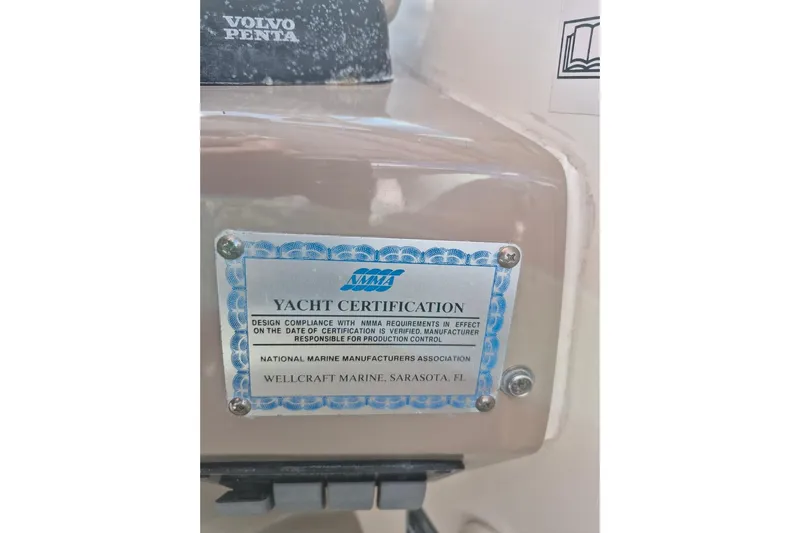 VOLVO
PENTA
NMMA
YACHT CERTIFICATION
DESIGN COMPLIANCE WITH NMMA REQUIREMENTS IN EFFECT
ON THE DATE OF CERTIFICATION IS VERIFIED. MANUFACTURER
RESPONSIBLE FOR PRODUCTION CONTROL
NATIONAL MARINE MANUFACTURERS ASSOCIATION
WELLCRAFT MARINE, SARASOTA, FL